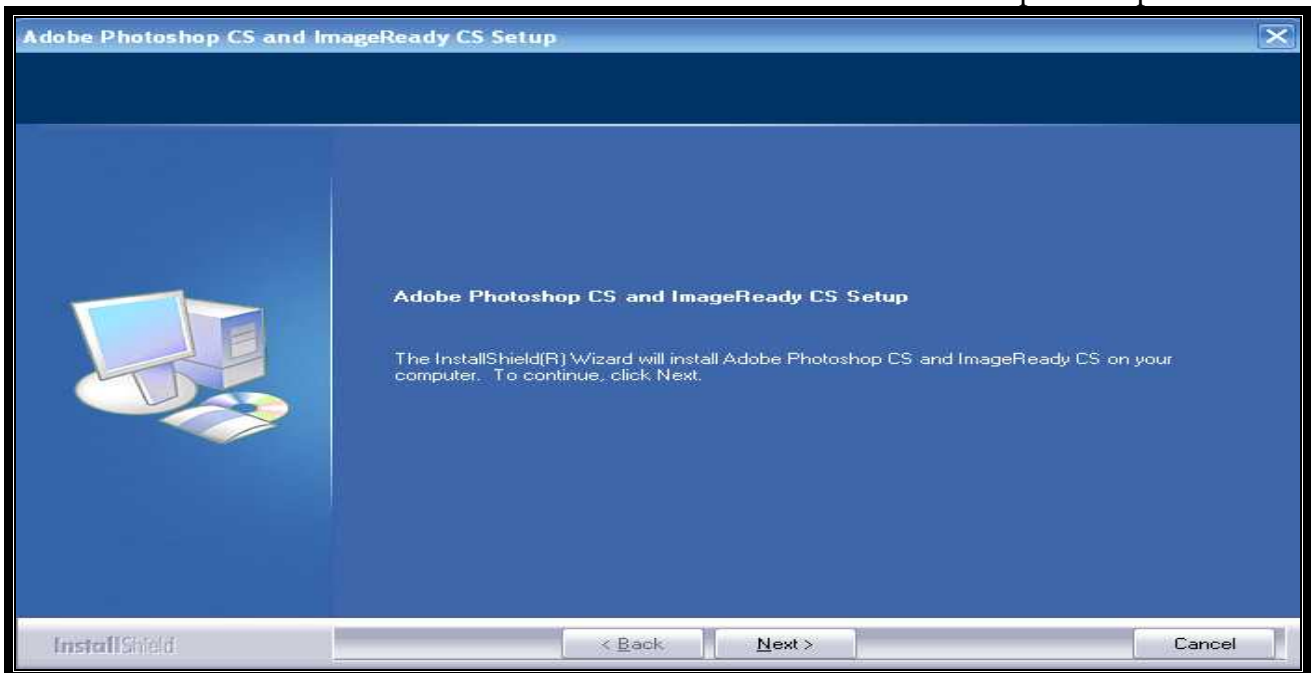 Adobe Photoshop CS and ImageReady CS Setup
Adobe Photoshop CS and ImageReady CS Setup
The InstallShield(R) Wizard will install Adobe Photoshop CS and ImageReady CS on your
computer. To continue, click Next.
InstallShield
< Back
Next >
Cancel